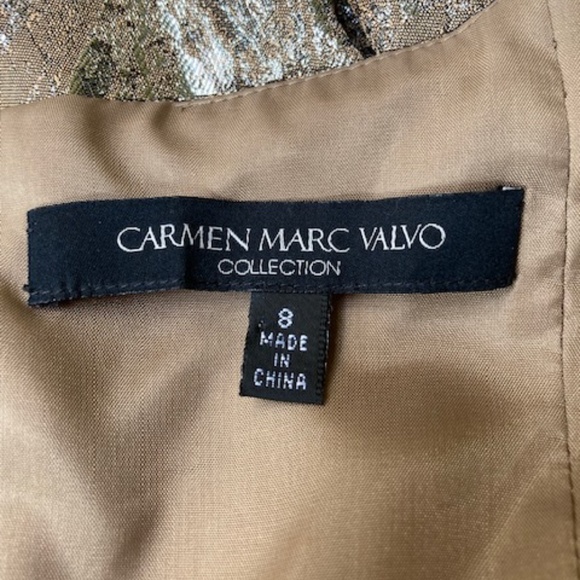 CARMEN MARC VALVO
COLLECTION
8
MADE
IN
CHINA